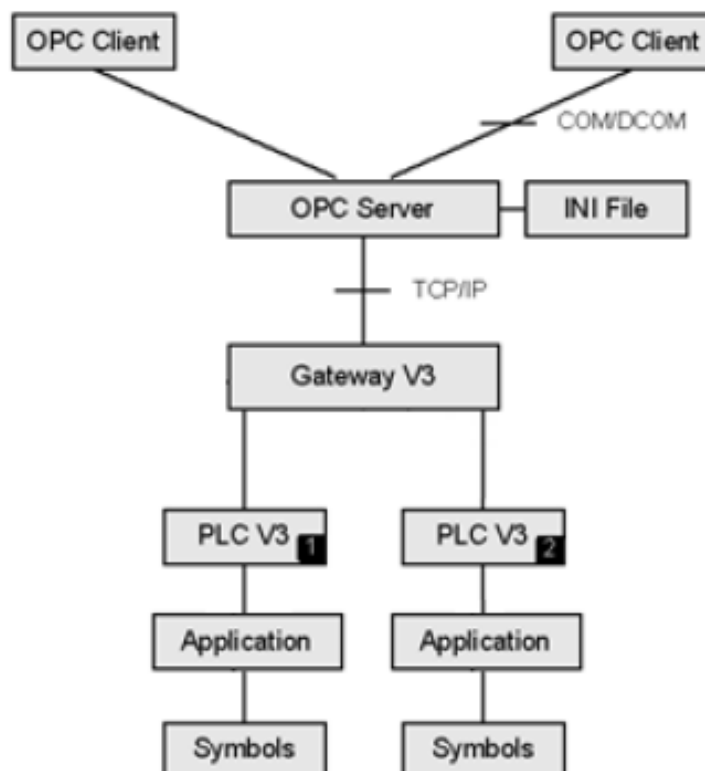 OPC Client
OPC Client
COM/DCOM
OPC Server
INI File
TCP/IP
Gateway V3
PLC V3
1
PLC V3
2
Application
Application
Symbols
Symbols